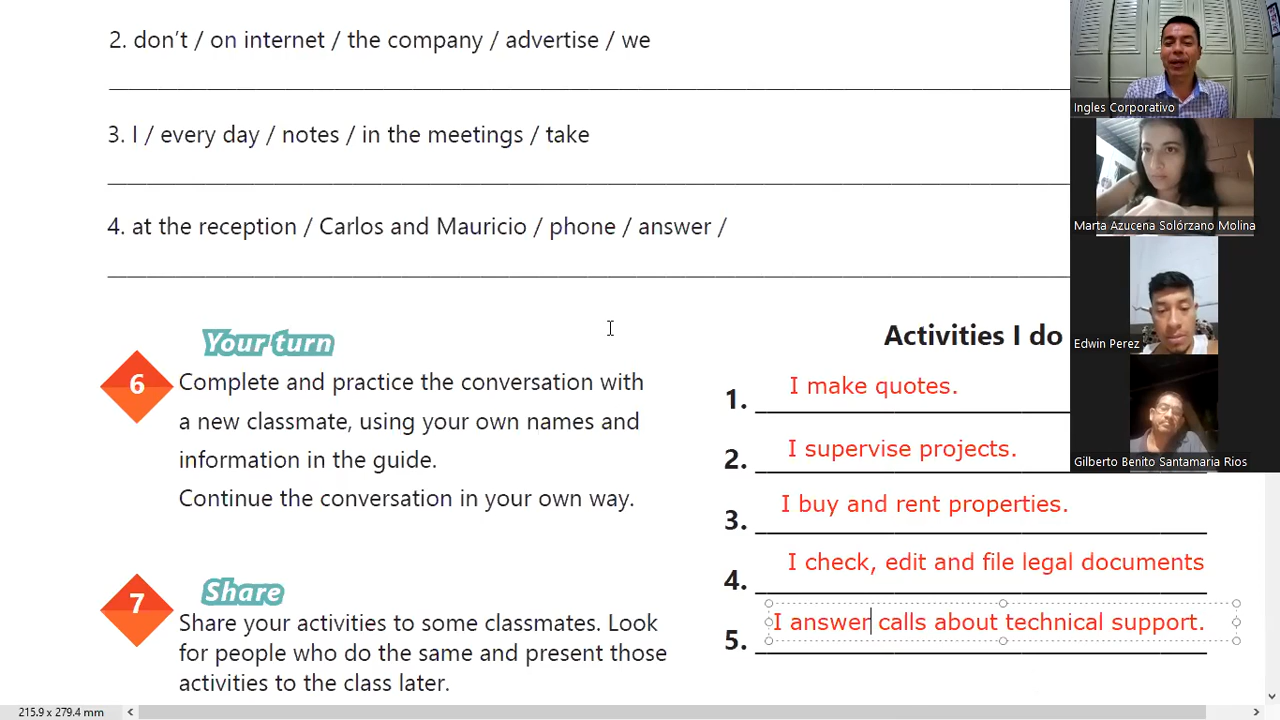 2. don't / on internet / the company / advertise / we
3. I / every day / notes / in the meetings / take
4. at the reception / Carlos and Mauricio / phone / answer /
Your turn
6
Complete and practice the conversation with
a new classmate, using your own names and
information in the guide.
Continue the conversation in your own way.
7
Share
Share your activities to some classmates. Look
for people who do the same and present those
activities to the class later.
Activities I do
1. I make quotes.
2. I supervise projects.
3. I buy and rent properties.
4. I check, edit and file legal documents
5. I answer calls about technical support.
Ingles Corporativo
Marta Azucena Solórzano Molina
Edwin Perez
Gilberto Benito Santamaria Rios
215.9 x 279.4 mm